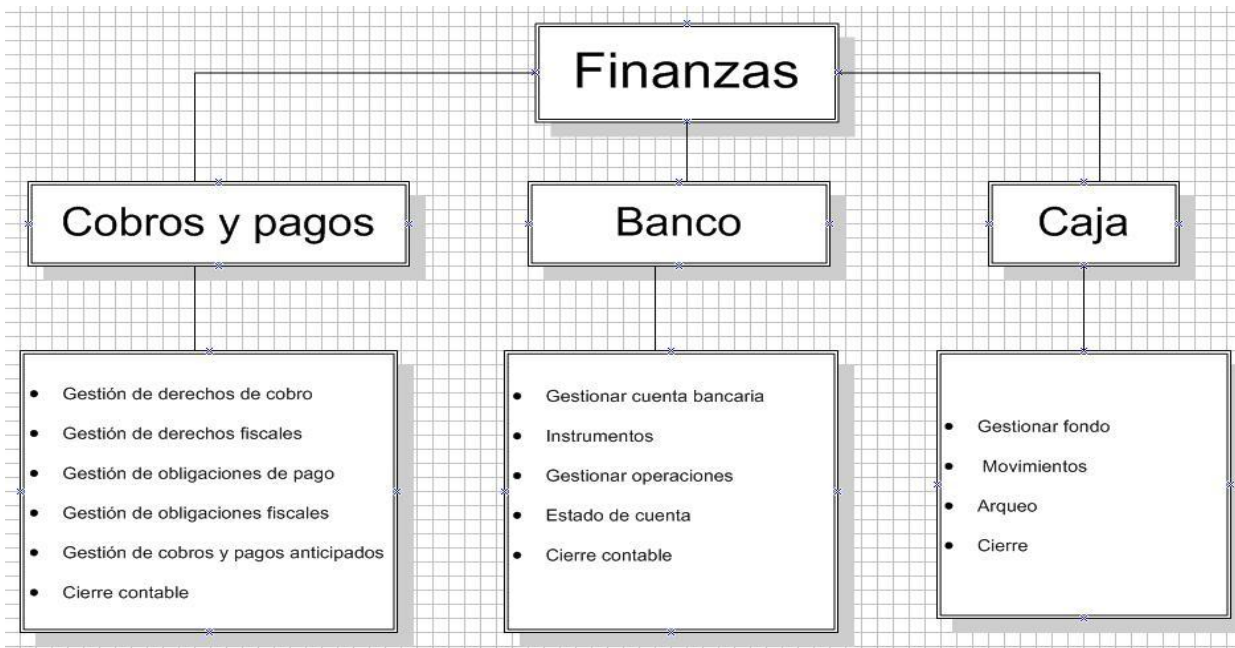 Finanzas
Cobros y pagos
Banco
Caja
• Gestión de derechos de cobro
• Gestión de derechos fiscales
• Gestión de obligaciones de pago
• Gestión de obligaciones fiscales
• Gestión de cobros y pagos anticipados
• Cierre contable
• Gestionar cuenta bancaria
• Instrumentos
• Gestionar operaciones
• Estado de cuenta
• Cierre contable
• Gestionar fondo
• Movimientos
• Arqueo
• Cierre